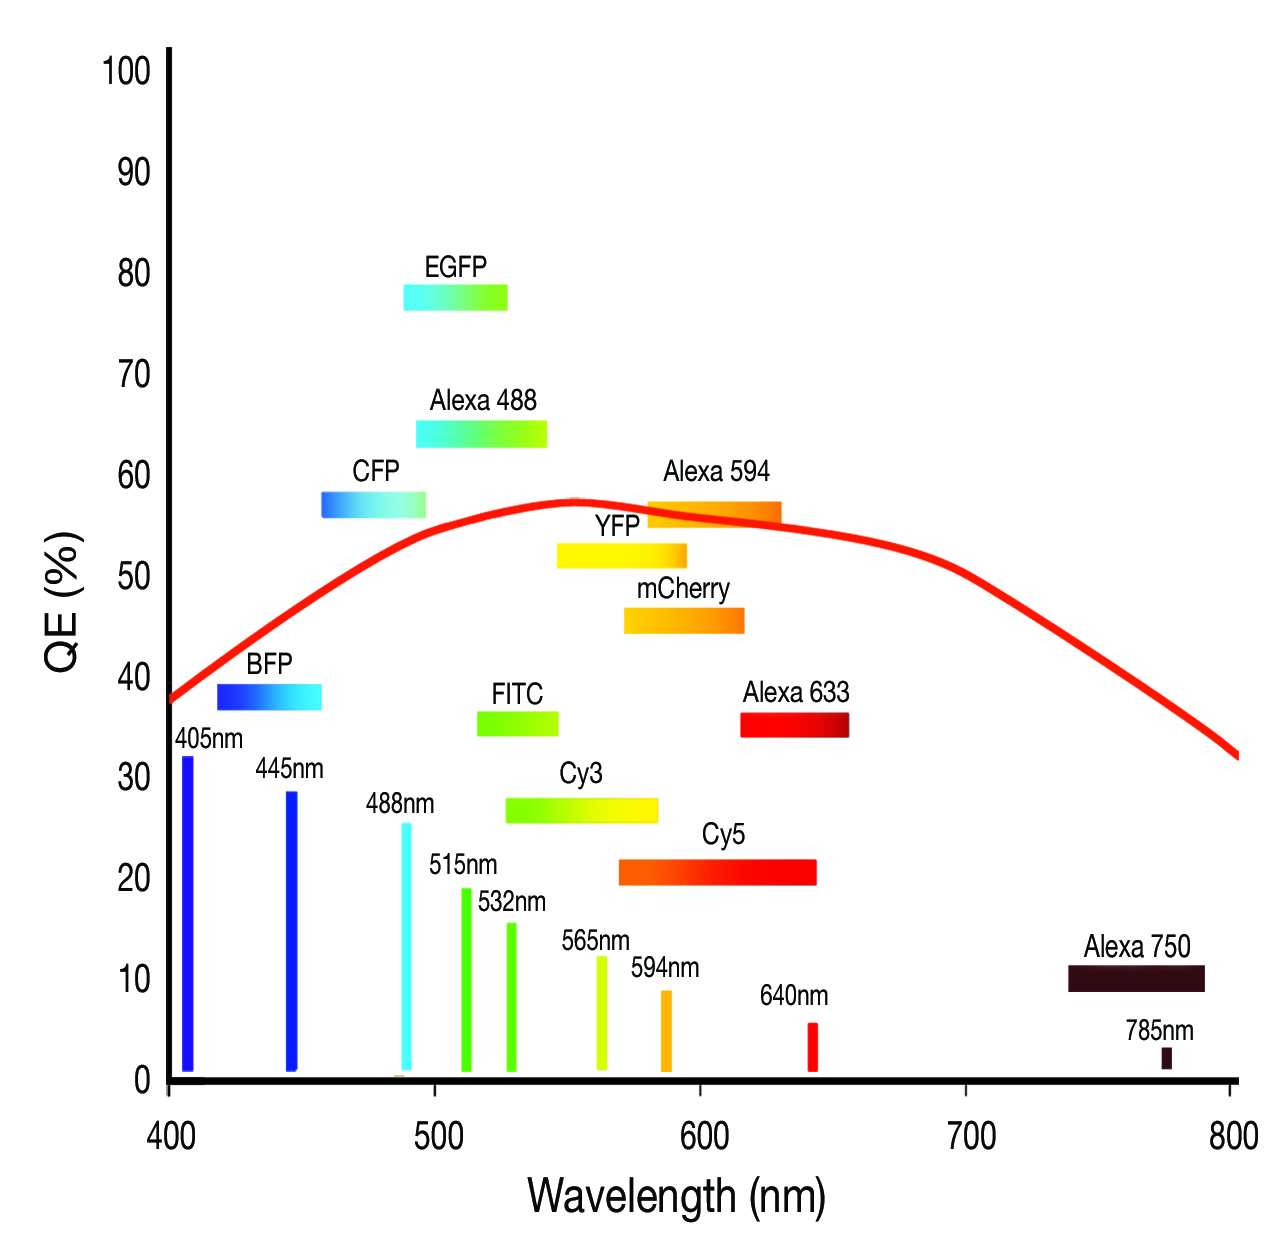 100
90
80
70
60
50
40
30
20
10
0
QE (%)
EGFP
Alexa 488
CFP
Alexa 594
YFP
mCherry
BFP
FITC
Alexa 633
405nm
445nm
Cy3
488nm
Cy5
515nm
532nm
565nm
Alexa 750
594nm
640nm
785nm
400 500 600 700 800
Wavelength (nm)